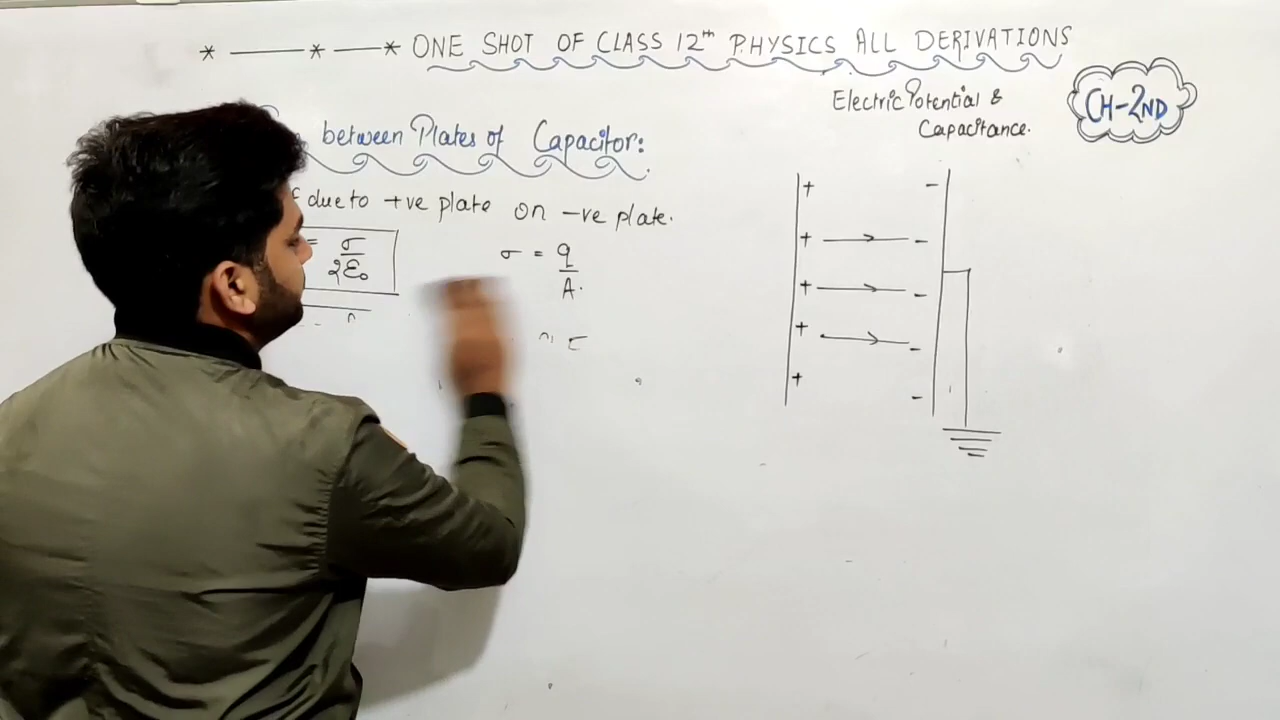 * —— * — * ONE SHOT OF CLASS 12th PHYSICS ALL DERIVATIONS
Electric Potential &
Capacitance.
CH-2ND
between Plates of Capacitor:
due to +ve plate on -ve plate.
= σ/2ε₀
σ = q/A.
+ -
+ -
+ -
+ -
+ -